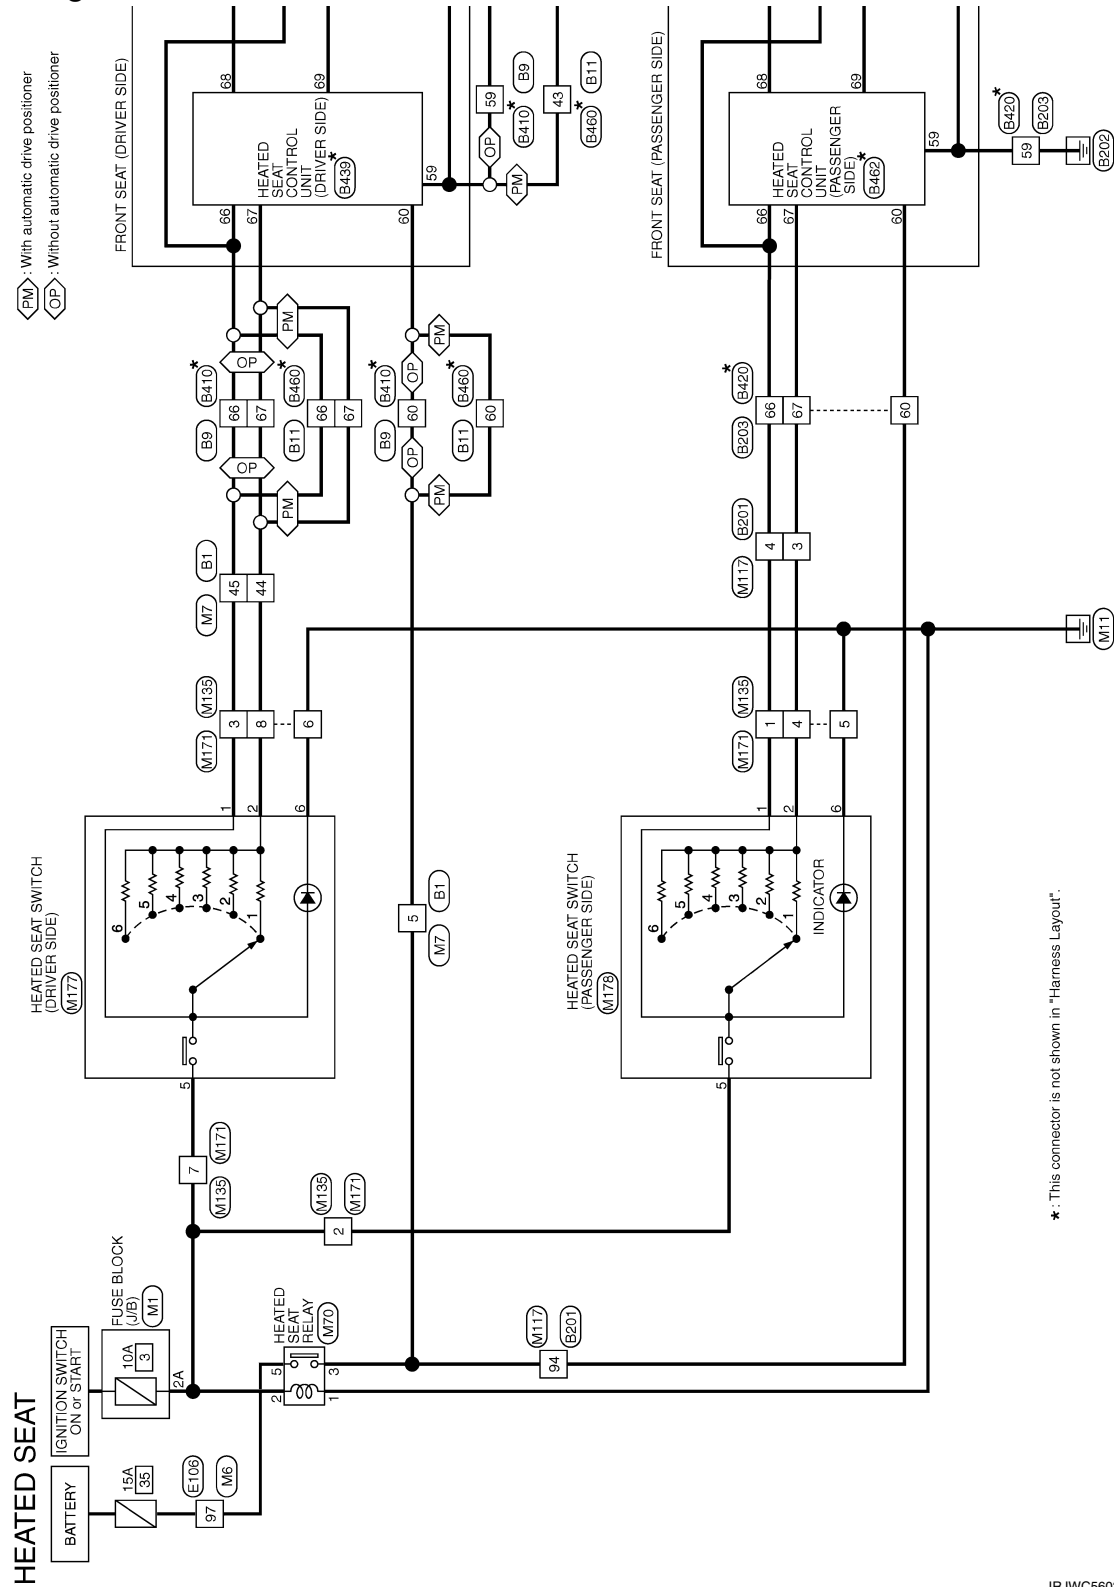 HEATED SEAT
BATTERY
15A
35
E106
M6
97
IGNITION SWITCH
ON or START
FUSE BLOCK
(J/B)
M1
10A
3
2A
HEATED
SEAT
RELAY
M70
5
3
2
1
M117
B201
94
7
M135
M171
M135
M171
2
HEATED SEAT SWITCH
(DRIVER SIDE)
M177
5
6
5
4
3
2
1
1
2
6
HEATED SEAT SWITCH
(PASSENGER SIDE)
M178
5
6
5
4
3
2
1
INDICATOR
1
2
6
M7
B1
5
M171
M135
3
8
6
M171
M135
1
4
5
M11
M7
B1
45
44
M117
B201
4
3
OP
PM
PM
B9
B410*
66
67
B11
B460*
66
67
OP
PM
PM
B9
B410*
60
B11
B460*
60
OP
OP
B203
B420*
66
67
60
PM : With automatic drive positioner
OP : Without automatic drive positioner
FRONT SEAT (DRIVER SIDE)
HEATED
SEAT
CONTROL
UNIT
(DRIVER SIDE)
B439*
66
67
60
59
68
69
OP
PM
59
B410*
B9
43
B460*
B11
FRONT SEAT (PASSENGER SIDE)
HEATED
SEAT
CONTROL
UNIT
(PASSENGER
SIDE)
B462*
66
67
60
59
68
69
B420*
B203
59
B202
* : This connector is not shown in "Harness Layout".